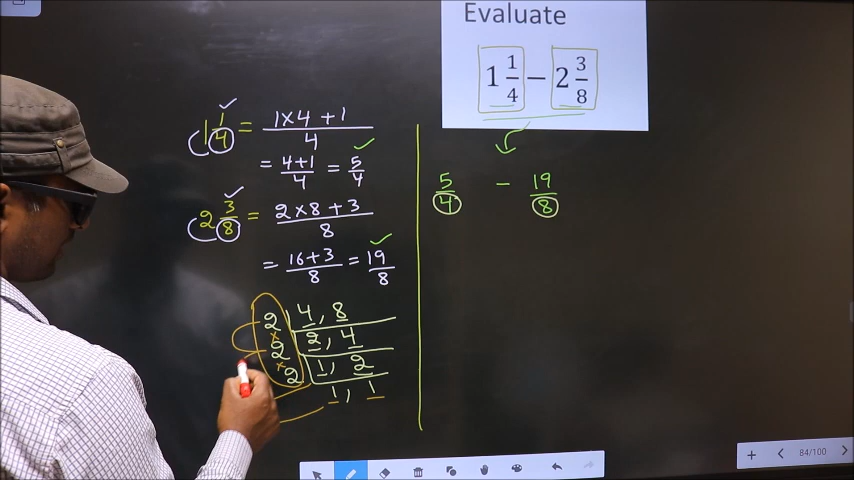 Evaluate
1 1/4 - 2 3/8
1 1/4 = 1×4+1/4
= 4+1/4 = 5/4
2 3/8 = 2×8+3/8
= 16+3/8 = 19/8
2 | 4, 8
× 2 | 2, 4
× 2 | 1, 2
1, 1
5/4 - 19/8
84/100